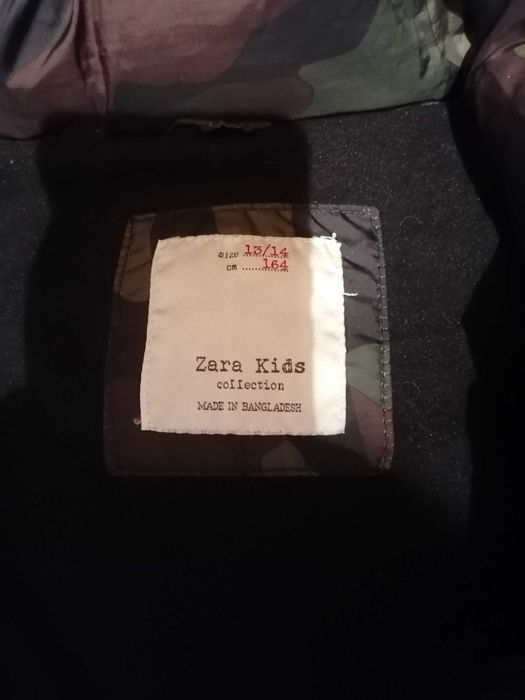 size 13/14
cm ......164
Zara Kids
collection
MADE IN BANGLADESH